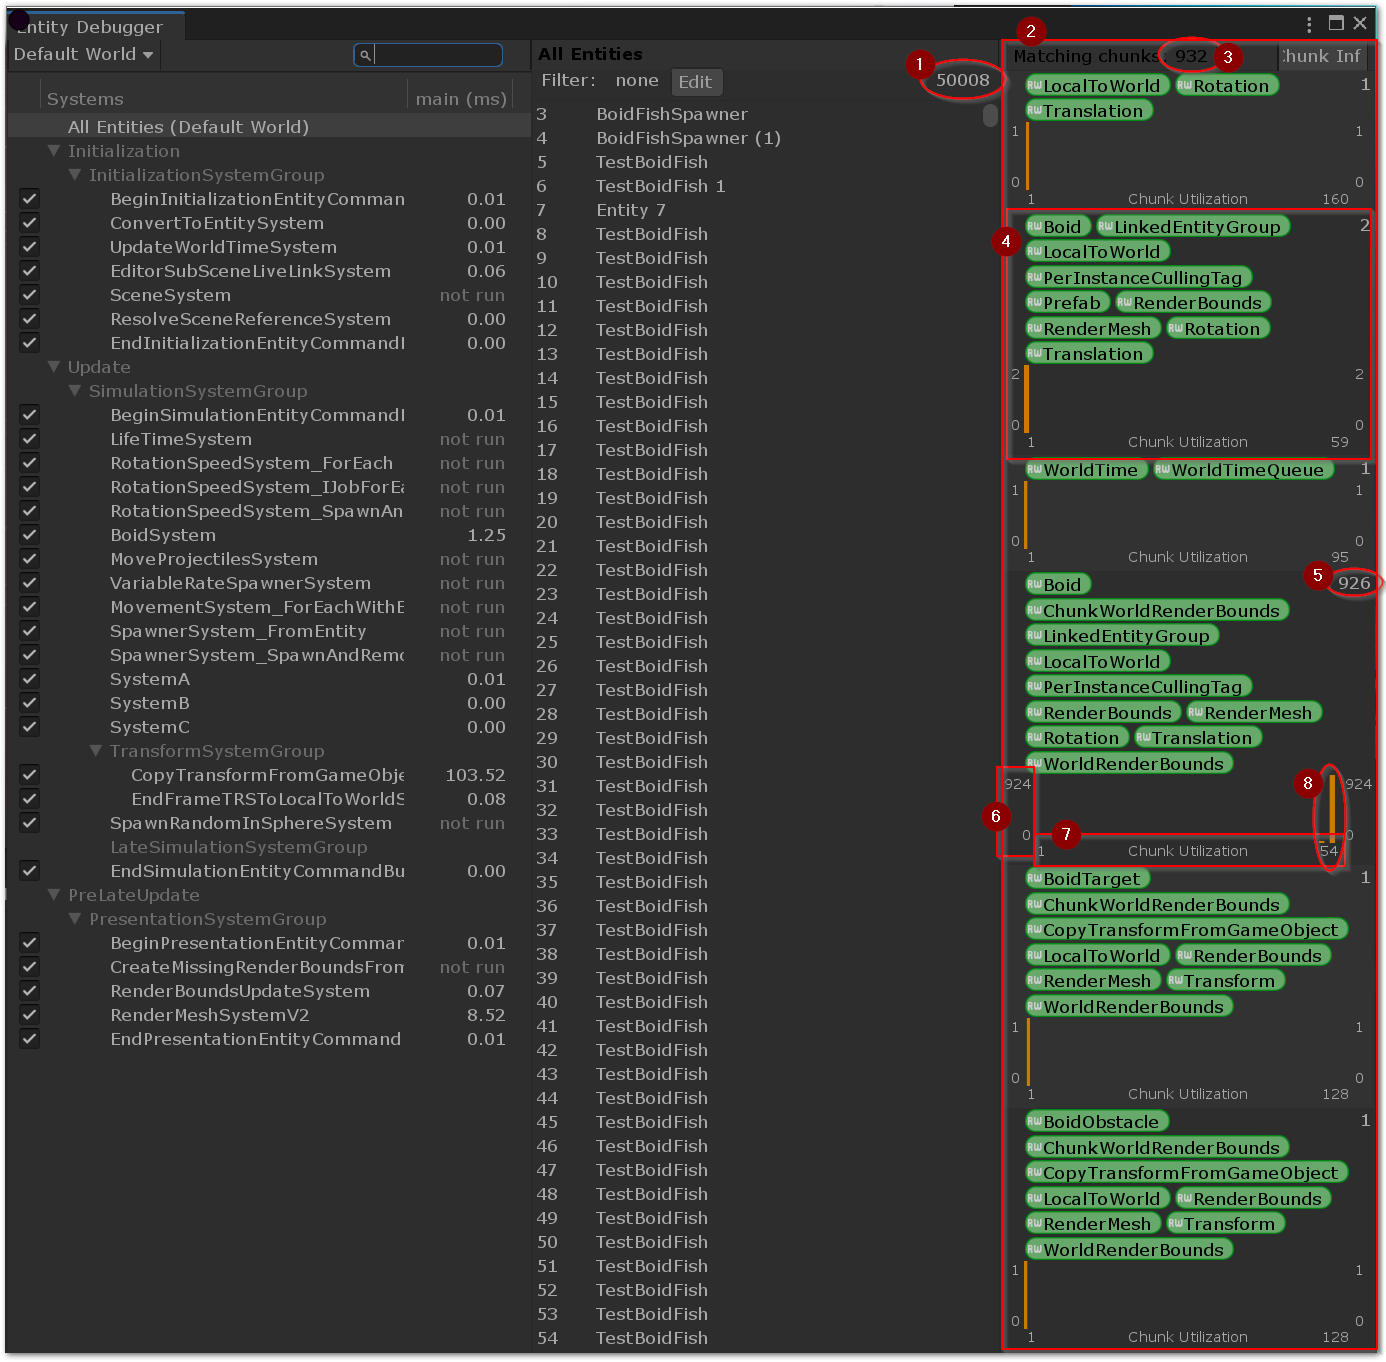 Entity Debugger
Default World
Systems main (ms)
All Entities (Default World)
Initialization
InitializationSystemGroup
BeginInitializationEntityComman 0.01
ConvertToEntitySystem 0.00
UpdateWorldTimeSystem 0.01
EditorSubSceneLiveLinkSystem 0.06
SceneSystem not run
ResolveSceneReferenceSystem 0.00
EndInitializationEntityCommandI 0.00
Update
SimulationSystemGroup
BeginSimulationEntityCommandI 0.01
LifeTimeSystem not run
RotationSpeedSystem_ForEach not run
RotationSpeedSystem_IJobForEa not run
RotationSpeedSystem_SpawnAn not run
BoidSystem 1.25
MoveProjectilesSystem not run
VariableRateSpawnerSystem not run
MovementSystem_ForEachWithE not run
SpawnerSystem_FromEntity not run
SpawnerSystem_SpawnAndRemo not run
SystemA 0.01
SystemB 0.00
SystemC 0.00
TransformSystemGroup
CopyTransformFromGameObje 103.52
EndFrameTRSToLocalToWorldS 0.08
SpawnRandomInSphereSystem not run
LateSimulationSystemGroup
EndSimulationEntityCommandBu 0.00
PreLateUpdate
PresentationSystemGroup
BeginPresentationEntityCommar 0.01
CreateMissingRenderBoundsFrom not run
RenderBoundsUpdateSystem 0.07
RenderMeshSystemV2 8.52
EndPresentationEntityCommand 0.01
All Entities
Filter: none Edit 1 50008
3 BoidFishSpawner
4 BoidFishSpawner (1)
5 TestBoidFish
6 TestBoidFish 1
7 Entity 7
8 TestBoidFish
9 TestBoidFish
10 TestBoidFish
11 TestBoidFish
12 TestBoidFish
13 TestBoidFish
14 TestBoidFish
15 TestBoidFish
16 TestBoidFish
17 TestBoidFish
18 TestBoidFish
19 TestBoidFish
20 TestBoidFish
21 TestBoidFish
22 TestBoidFish
23 TestBoidFish
24 TestBoidFish
25 TestBoidFish
26 TestBoidFish
27 TestBoidFish
28 TestBoidFish
29 TestBoidFish
30 TestBoidFish
31 TestBoidFish
32 TestBoidFish
33 TestBoidFish
34 TestBoidFish
35 TestBoidFish
36 TestBoidFish
37 TestBoidFish
38 TestBoidFish
39 TestBoidFish
40 TestBoidFish
41 TestBoidFish
42 TestBoidFish
43 TestBoidFish
44 TestBoidFish
45 TestBoidFish
46 TestBoidFish
47 TestBoidFish
48 TestBoidFish
49 TestBoidFish
50 TestBoidFish
51 TestBoidFish
52 TestBoidFish
53 TestBoidFish
54 TestBoidFish
2
Matching chunks: 932 3 Chunk Inf
RW LocalToWorld RW Rotation 1
RW Translation
1 1
0 0
1 Chunk Utilization 160
4
RW Boid RW LinkedEntityGroup 2
RW LocalToWorld
RW PerInstanceCullingTag
RW Prefab RW RenderBounds
RW RenderMesh RW Rotation
RW Translation
2 2
0 0
1 Chunk Utilization 59
RW WorldTime RW WorldTimeQueue 1
1 1
0 0
1 Chunk Utilization 95
RW Boid 5 926
RW ChunkWorldRenderBounds
RW LinkedEntityGroup
RW LocalToWorld
RW PerInstanceCullingTag
RW RenderBounds RW RenderMesh
RW Rotation RW Translation
RW WorldRenderBounds
924 8 924
6
0 7 0
1 Chunk Utilization 54
RW BoidTarget 1
RW ChunkWorldRenderBounds
RW CopyTransformFromGameObject
RW LocalToWorld RW RenderBounds
RW RenderMesh RW Transform
RW WorldRenderBounds
1 1
0 0
1 Chunk Utilization 128
RW BoidObstacle 1
RW ChunkWorldRenderBounds
RW CopyTransformFromGameObject
RW LocalToWorld RW RenderBounds
RW RenderMesh RW Transform
RW WorldRenderBounds
1 1
0 0
1 Chunk Utilization 128